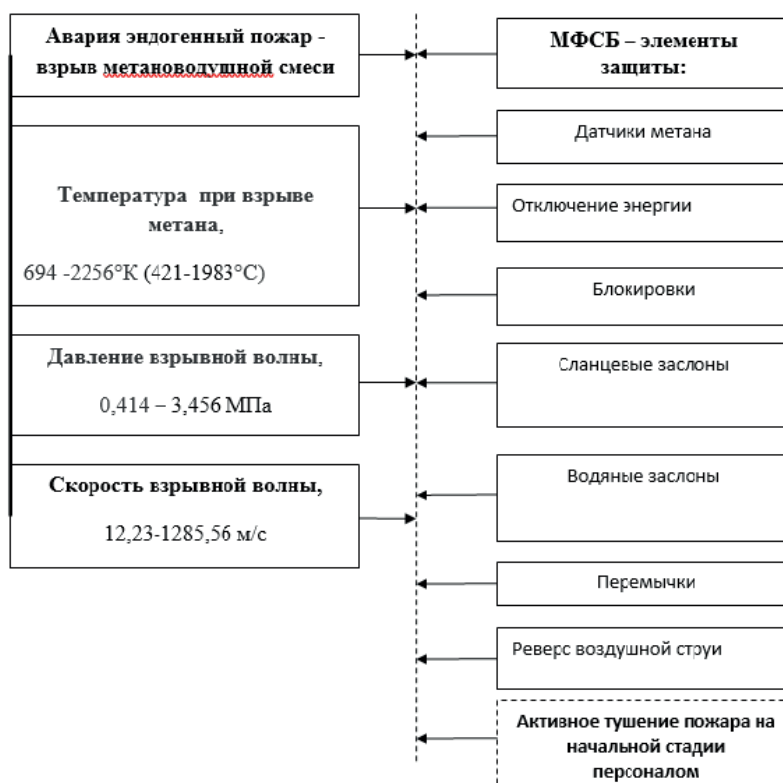 Авария эндогенный пожар -
взрыв метановодушной смеси
Температура при взрыве
метана,
694 -2256°К (421-1983°С)
Давление взрывной волны,
0,414 – 3,456 МПа
Скорость взрывной волны,
12,23-1285,56 м/с
МФСБ – элементы
защиты:
Датчики метана
Отключение энергии
Блокировки
Сланцевые заслоны
Водяные заслоны
Перемычки
Реверс воздушной струи
Активное тушение пожара на
начальной стадии
персоналом